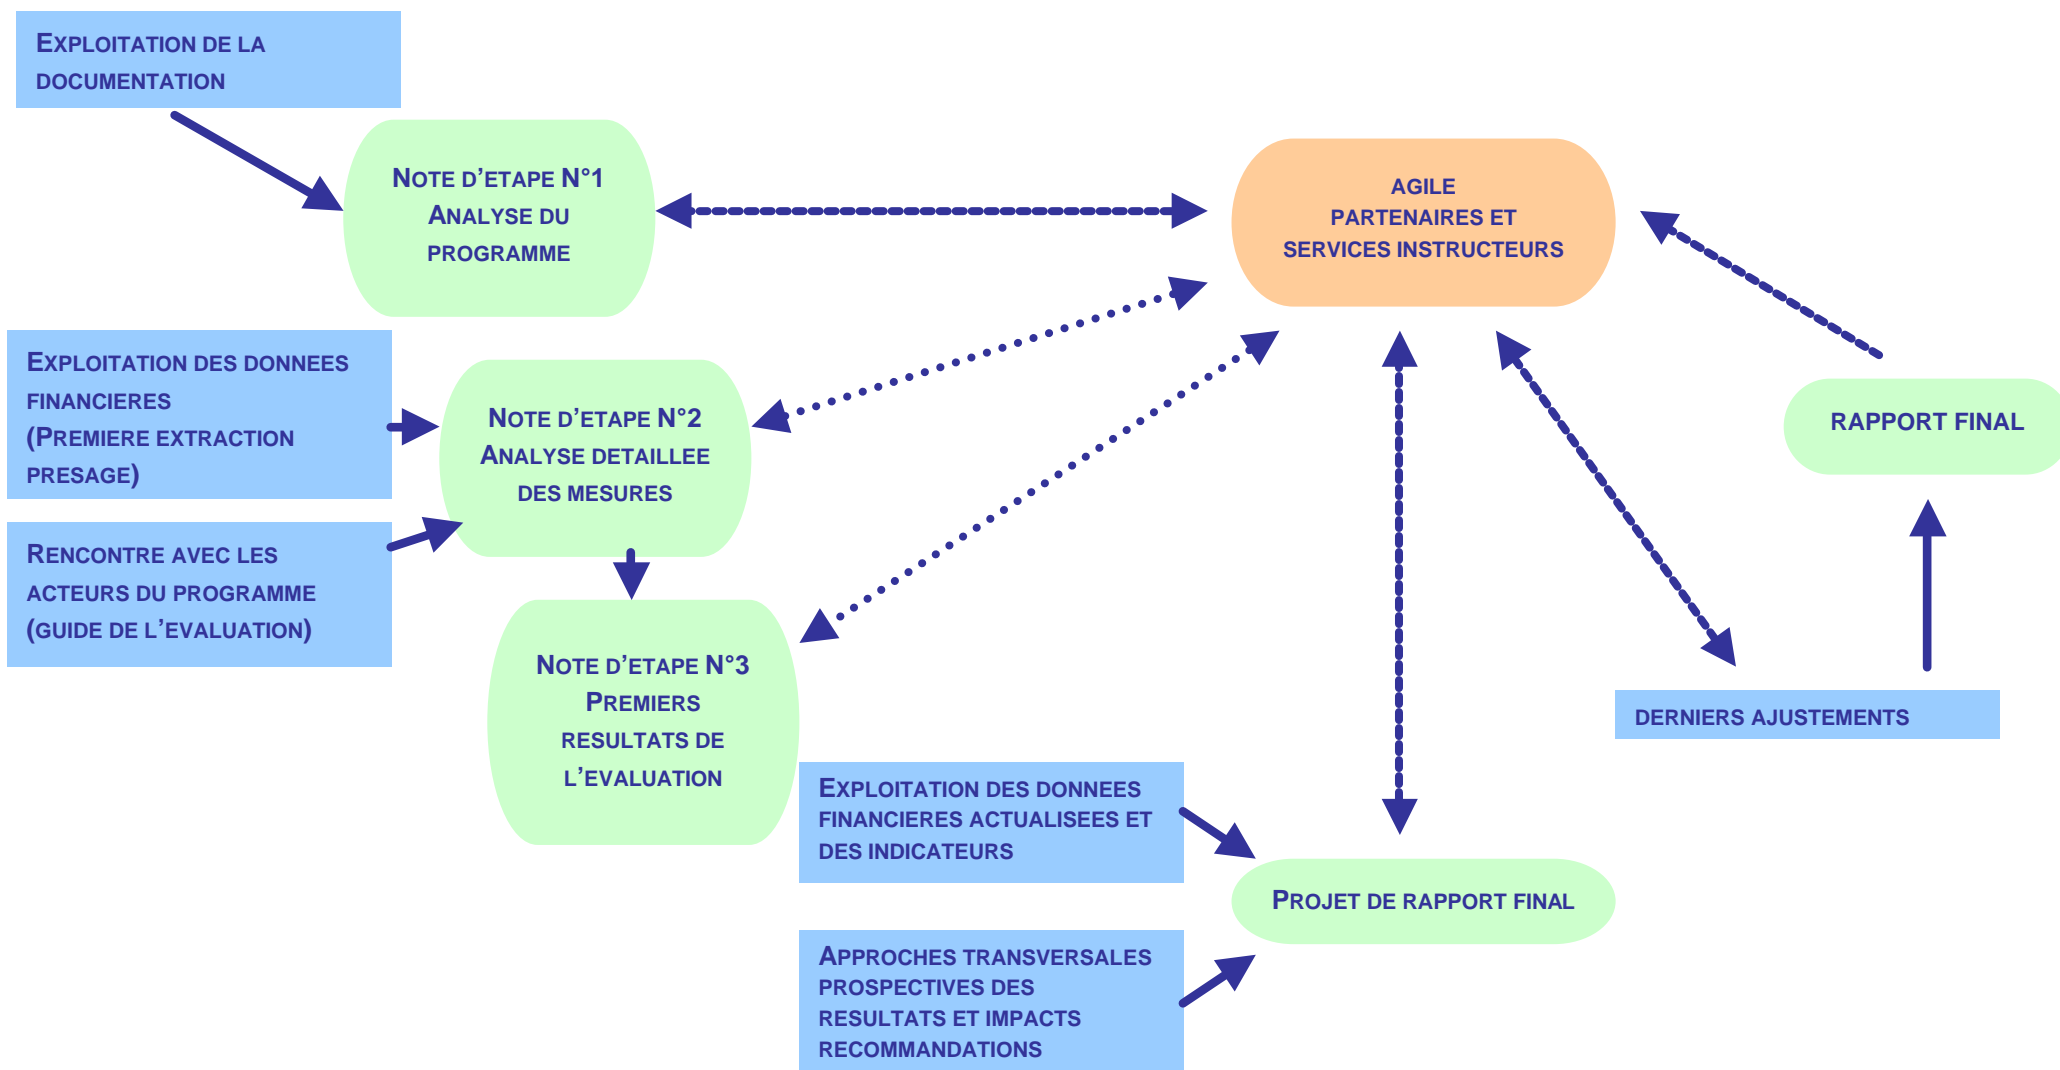 EXPLOITATION DE LA
DOCUMENTATION
NOTE D’ETAPE N°1
ANALYSE DU
PROGRAMME
AGILE
PARTENAIRES ET
SERVICES INSTRUCTEURS
EXPLOITATION DES DONNEES
FINANCIERES
(PREMIERE EXTRACTION
PRESAGE)
NOTE D’ETAPE N°2
ANALYSE DETAILLEE
DES MESURES
RAPPORT FINAL
RENCONTRE AVEC LES
ACTEURS DU PROGRAMME
(GUIDE DE L’EVALUATION)
NOTE D’ETAPE N°3
PREMIERS
RESULTATS DE
L’EVALUATION
DERNIERS AJUSTEMENTS
EXPLOITATION DES DONNEES
FINANCIERES ACTUALISEES ET
DES INDICATEURS
PROJET DE RAPPORT FINAL
APPROCHES TRANSVERSALES
PROSPECTIVES DES
RESULTATS ET IMPACTS
RECOMMANDATIONS